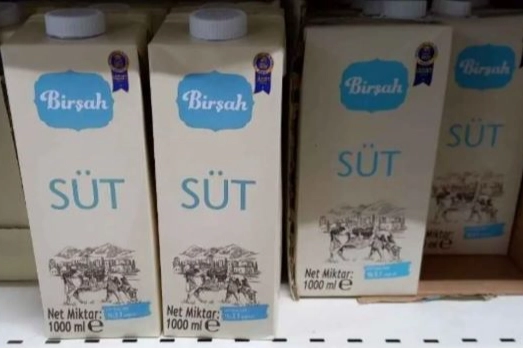 Birşah
SÜT
Net Miktar:
1000 ml e
Birşah
SÜT
Net Miktar:
1000 ml e
Birşah
SÜT
Net Miktar:
1000 ml e
Birşah
SÜT